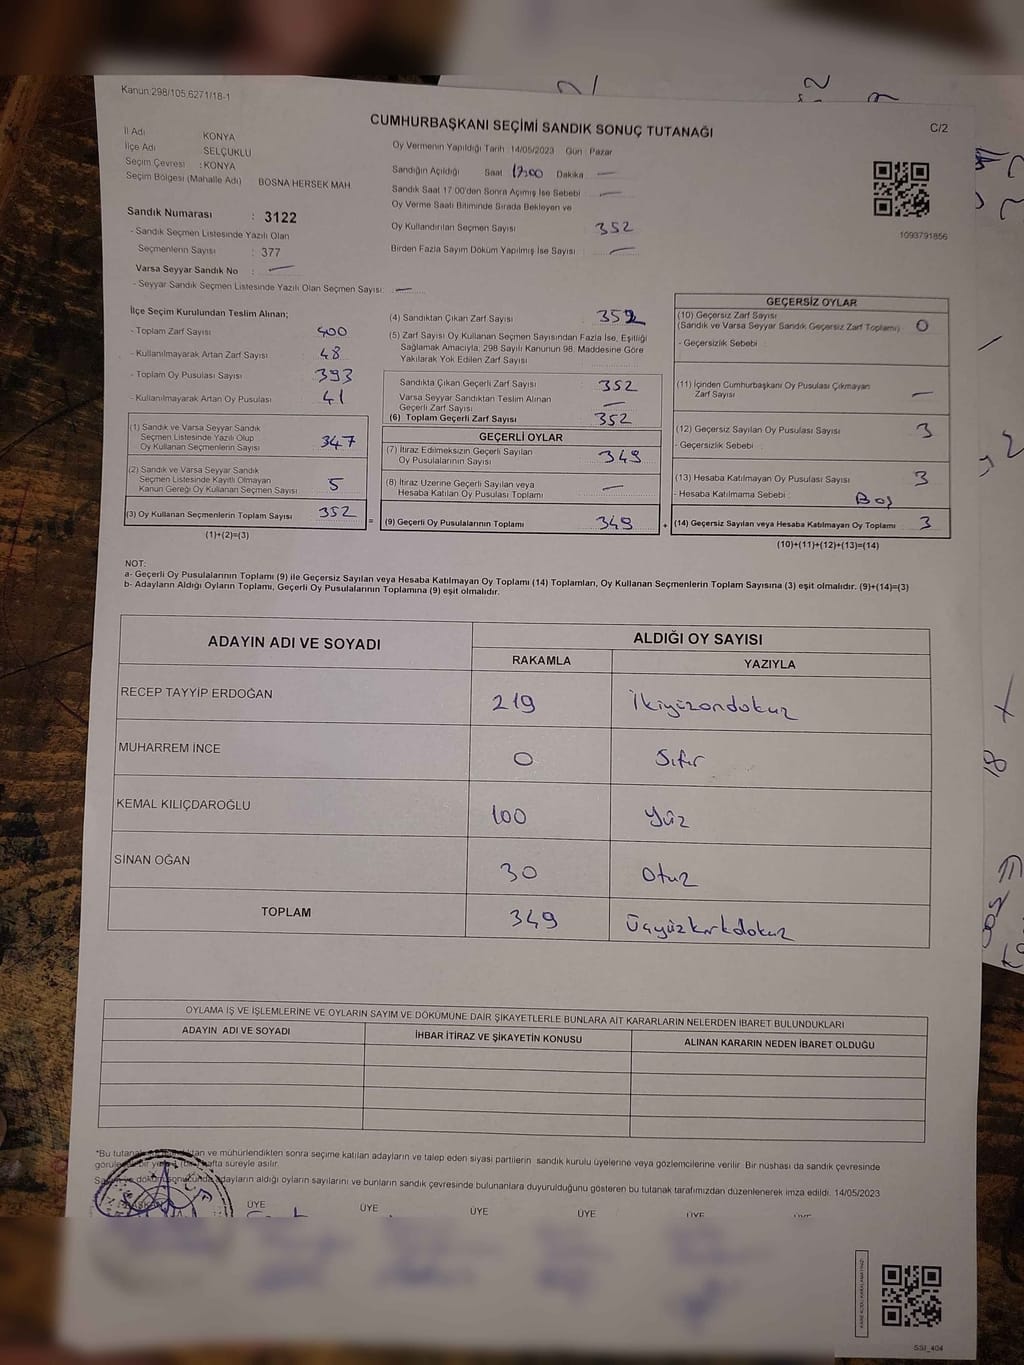 Kanun 298/105,6271/18-1
CUMHURBAŞKANI SEÇİMİ SANDIK SONUÇ TUTANAĞI
C/2
İl Adı KONYA
İlçe Adı SELÇUKLU
Seçim Çevresi : KONYA
Seçim Bölgesi (Mahalle Adı) BOSNA HERSEK MAH
Sandık Numarası : 3122
- Sandık Seçmen Listesinde Yazılı Olan
Seçmenlerin Sayısı : 377
Varsa Seyyar Sandık No : —
- Seyyar Sandık Seçmen Listesinde Yazılı Olan Seçmen Sayısı: —
Oy Vermenin Yapıldığı Tarih : 14/05/2023 Gün : Pazar
Sandığın Açıldığı Saat 17:00 Dakika —
Sandık Saat 17:00'den Sonra Açılmış İse Sebebi —
Oy Verme Saati Bitiminde Sırada Bekleyen ve
Oy Kullandırılan Seçmen Sayısı 352
Birden Fazla Sayım Döküm Yapılmış İse Sayısı —
1093791856
İlçe Seçim Kurulundan Teslim Alınan;
- Toplam Zarf Sayısı 400
- Kullanılmayarak Artan Zarf Sayısı 48
- Toplam Oy Pusulası Sayısı 393
- Kullanılmayarak Artan Oy Pusulası 41
(1) Sandık ve Varsa Seyyar Sandık
Seçmen Listesinde Yazılı Olup
Oy Kullanan Seçmenlerin Sayısı 347
(2) Sandık ve Varsa Seyyar Sandık
Seçmen Listesinde Kayıtlı Olmayan
Kanun Gereği Oy Kullanan Seçmen Sayısı 5
(3) Oy Kullanan Seçmenlerin Toplam Sayısı 352
(1)+(2)=(3)
(4) Sandıktan Çıkan Zarf Sayısı 352
(5) Zarf Sayısı Oy Kullanan Seçmen Sayısından Fazla İse, Eşitliği
Sağlamak Amacıyla, 298 Sayılı Kanunun 98. Maddesine Göre
Yakılarak Yok Edilen Zarf Sayısı
Sandıkta Çıkan Geçerli Zarf Sayısı 352
Varsa Seyyar Sandıktan Teslim Alınan
Geçerli Zarf Sayısı —
(6) Toplam Geçerli Zarf Sayısı 352
GEÇERLİ OYLAR
(7) İtiraz Edilmeksizin Geçerli Sayılan
Oy Pusulalarının Sayısı 349
(8) İtiraz Üzerine Geçerli Sayılan veya
Hesaba Katılan Oy Pusulası Toplamı —
= (9) Geçerli Oy Pusulalarının Toplamı 349
GEÇERSİZ OYLAR
(10) Geçersiz Zarf Sayısı
(Sandık ve Varsa Seyyar Sandık Geçersiz Zarf Toplamı) 0
- Geçersizlik Sebebi :
(11) İçinden Cumhurbaşkanı Oy Pusulası Çıkmayan
Zarf Sayısı —
(12) Geçersiz Sayılan Oy Pusulası Sayısı 3
- Geçersizlik Sebebi :
(13) Hesaba Katılmayan Oy Pusulası Sayısı 3
- Hesaba Katılmama Sebebi : Boş
+ (14) Geçersiz Sayılan veya Hesaba Katılmayan Oy Toplamı 3
(10)+(11)+(12)+(13)=(14)
NOT:
a- Geçerli Oy Pusulalarının Toplamı (9) ile Geçersiz Sayılan veya Hesaba Katılmayan Oy Toplamı (14) Toplamları, Oy Kullanan Seçmenlerin Toplam Sayısına (3) eşit olmalıdır. (9)+(14)=(3)
b- Adayların Aldığı Oyların Toplamı, Geçerli Oy Pusulalarının Toplamına (9) eşit olmalıdır.
ADAYIN ADI VE SOYADI ALDIĞI OY SAYISI
RAKAMLA YAZIYLA
RECEP TAYYİP ERDOĞAN 219 İkiyüzondokuz
MUHARREM İNCE 0 Sıfır
KEMAL KILIÇDAROĞLU 100 Yüz
SİNAN OĞAN 30 Otuz
TOPLAM 349 Üçyüzkırkdokuz
OYLAMA İŞ VE İŞLEMLERİNE VE OYLARIN SAYIM VE DÖKÜMÜNE DAİR ŞİKAYETLERLE BUNLARA AİT KARARLARIN NELERDEN İBARET BULUNDUKLARI
ADAYIN ADI VE SOYADI İHBAR İTİRAZ VE ŞİKAYETİN KONUSU ALINAN KARARIN NEDEN İBARET OLDUĞU
*Bu tutanak ve mühürlendikten sonra seçime katılan adayların ve talep eden siyasi partilerin sandık kurulu üyelerine veya gözlemcilerine verilir. Bir nüshası da sandık çevresinde
hafta süreyle asılır.
adayların aldığı oyların sayılarını ve bunların sandık çevresinde bulunanlara duyurulduğunu gösteren bu tutanak tarafımızdan düzenlenerek imza edildi. 14/05/2023
ÜYE ÜYE ÜYE ÜYE ÜYE
SSI_404